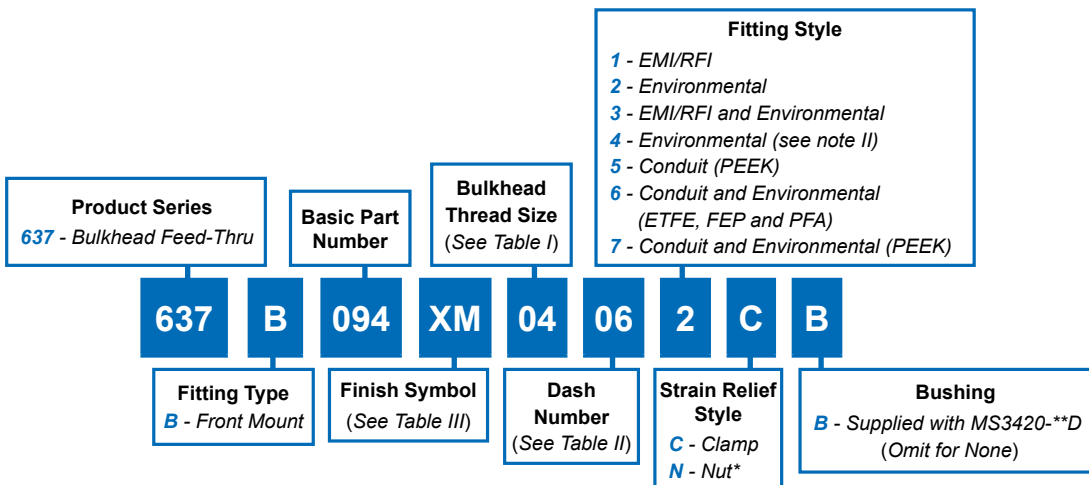 Fitting Style
1 - EMI/RFI
2 - Environmental
3 - EMI/RFI and Environmental
4 - Environmental (see note II)
5 - Conduit (PEEK)
6 - Conduit and Environmental
(ETFE, FEP and PFA)
7 - Conduit and Environmental (PEEK)
Product Series
637 - Bulkhead Feed-Thru
Basic Part
Number
Bulkhead
Thread Size
(See Table I)
637 B 094 XM 04 06 2 C B
Fitting Type
B - Front Mount
Finish Symbol
(See Table III)
Dash
Number
(See Table II)
Strain Relief
Style
C - Clamp
N - Nut*
Bushing
B - Supplied with MS3420-**D
(Omit for None)